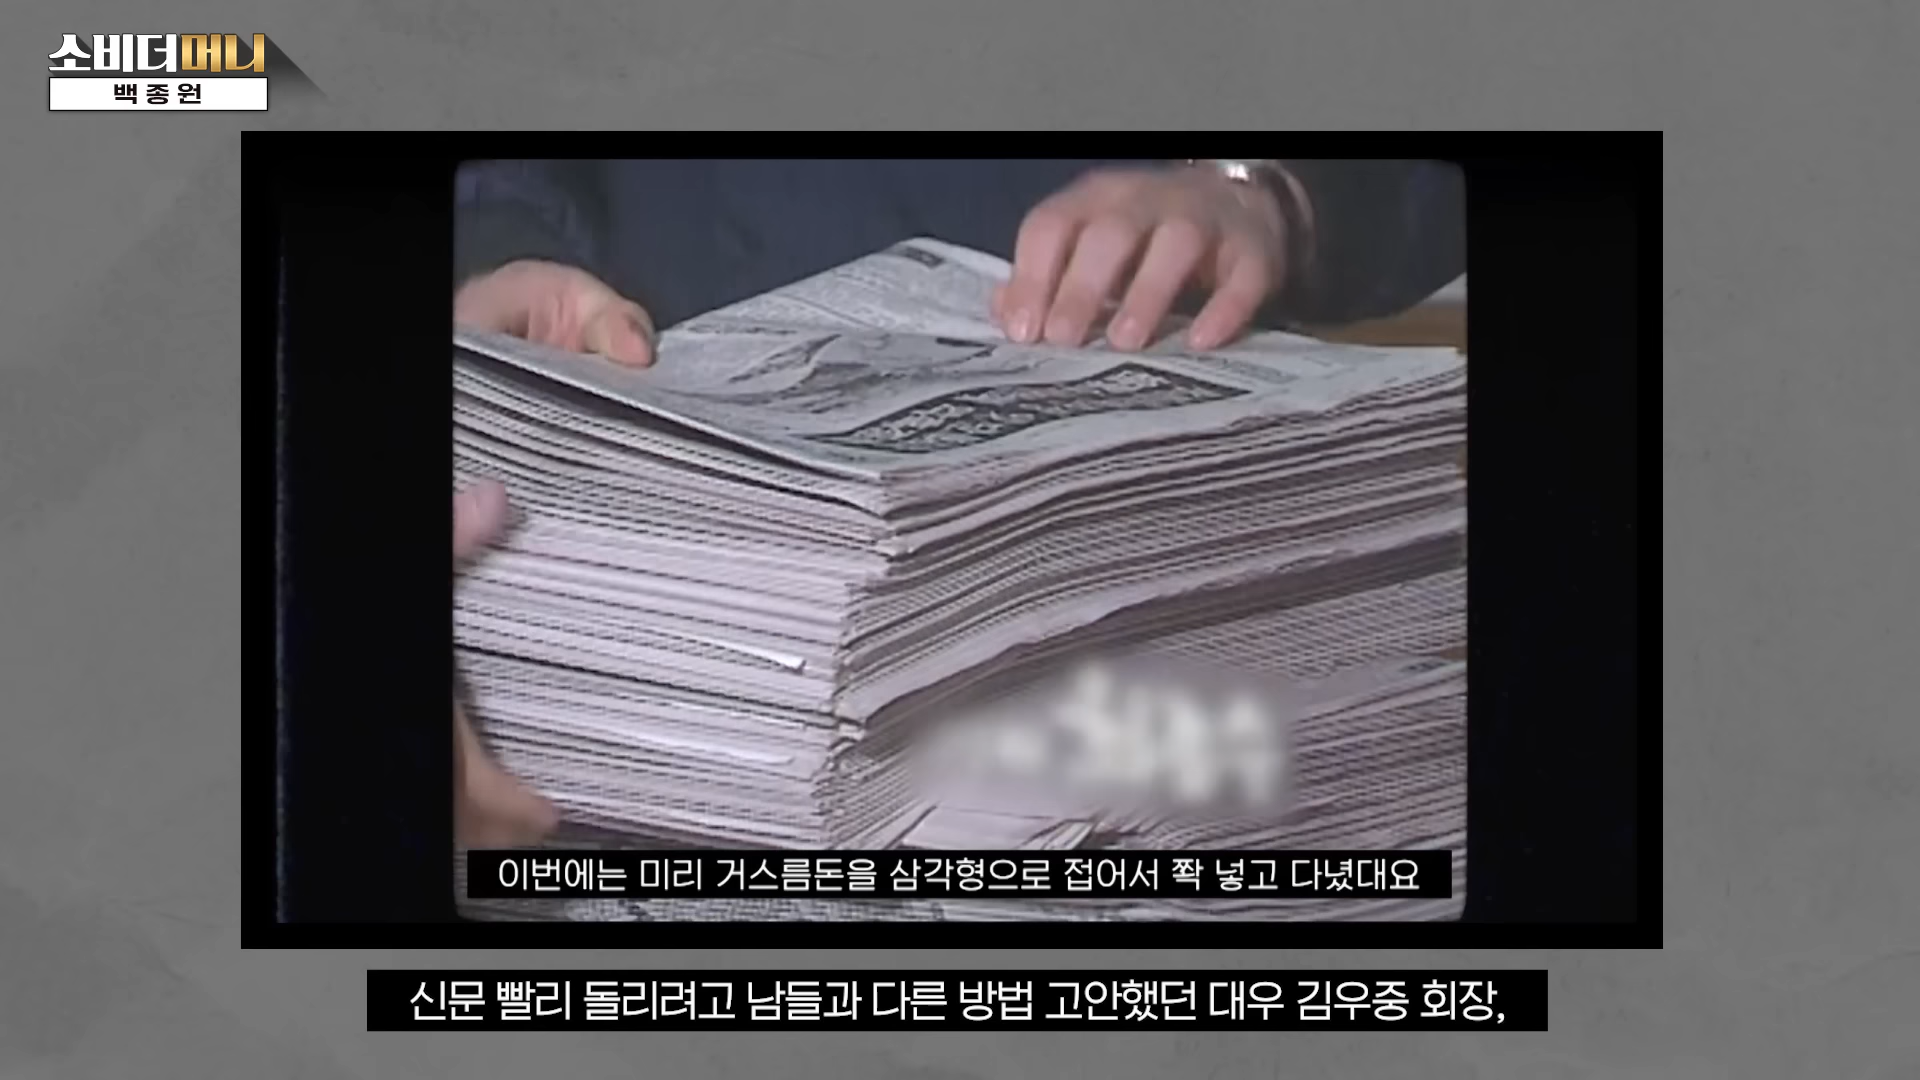 소비더머니
백종원
이번에는 미리 거스름돈을 삼각형으로 접어서 쫙 넣고 다녔대요
신문 빨리 돌리려고 남들과 다른 방법 고안했던 대우 김우중 회장,